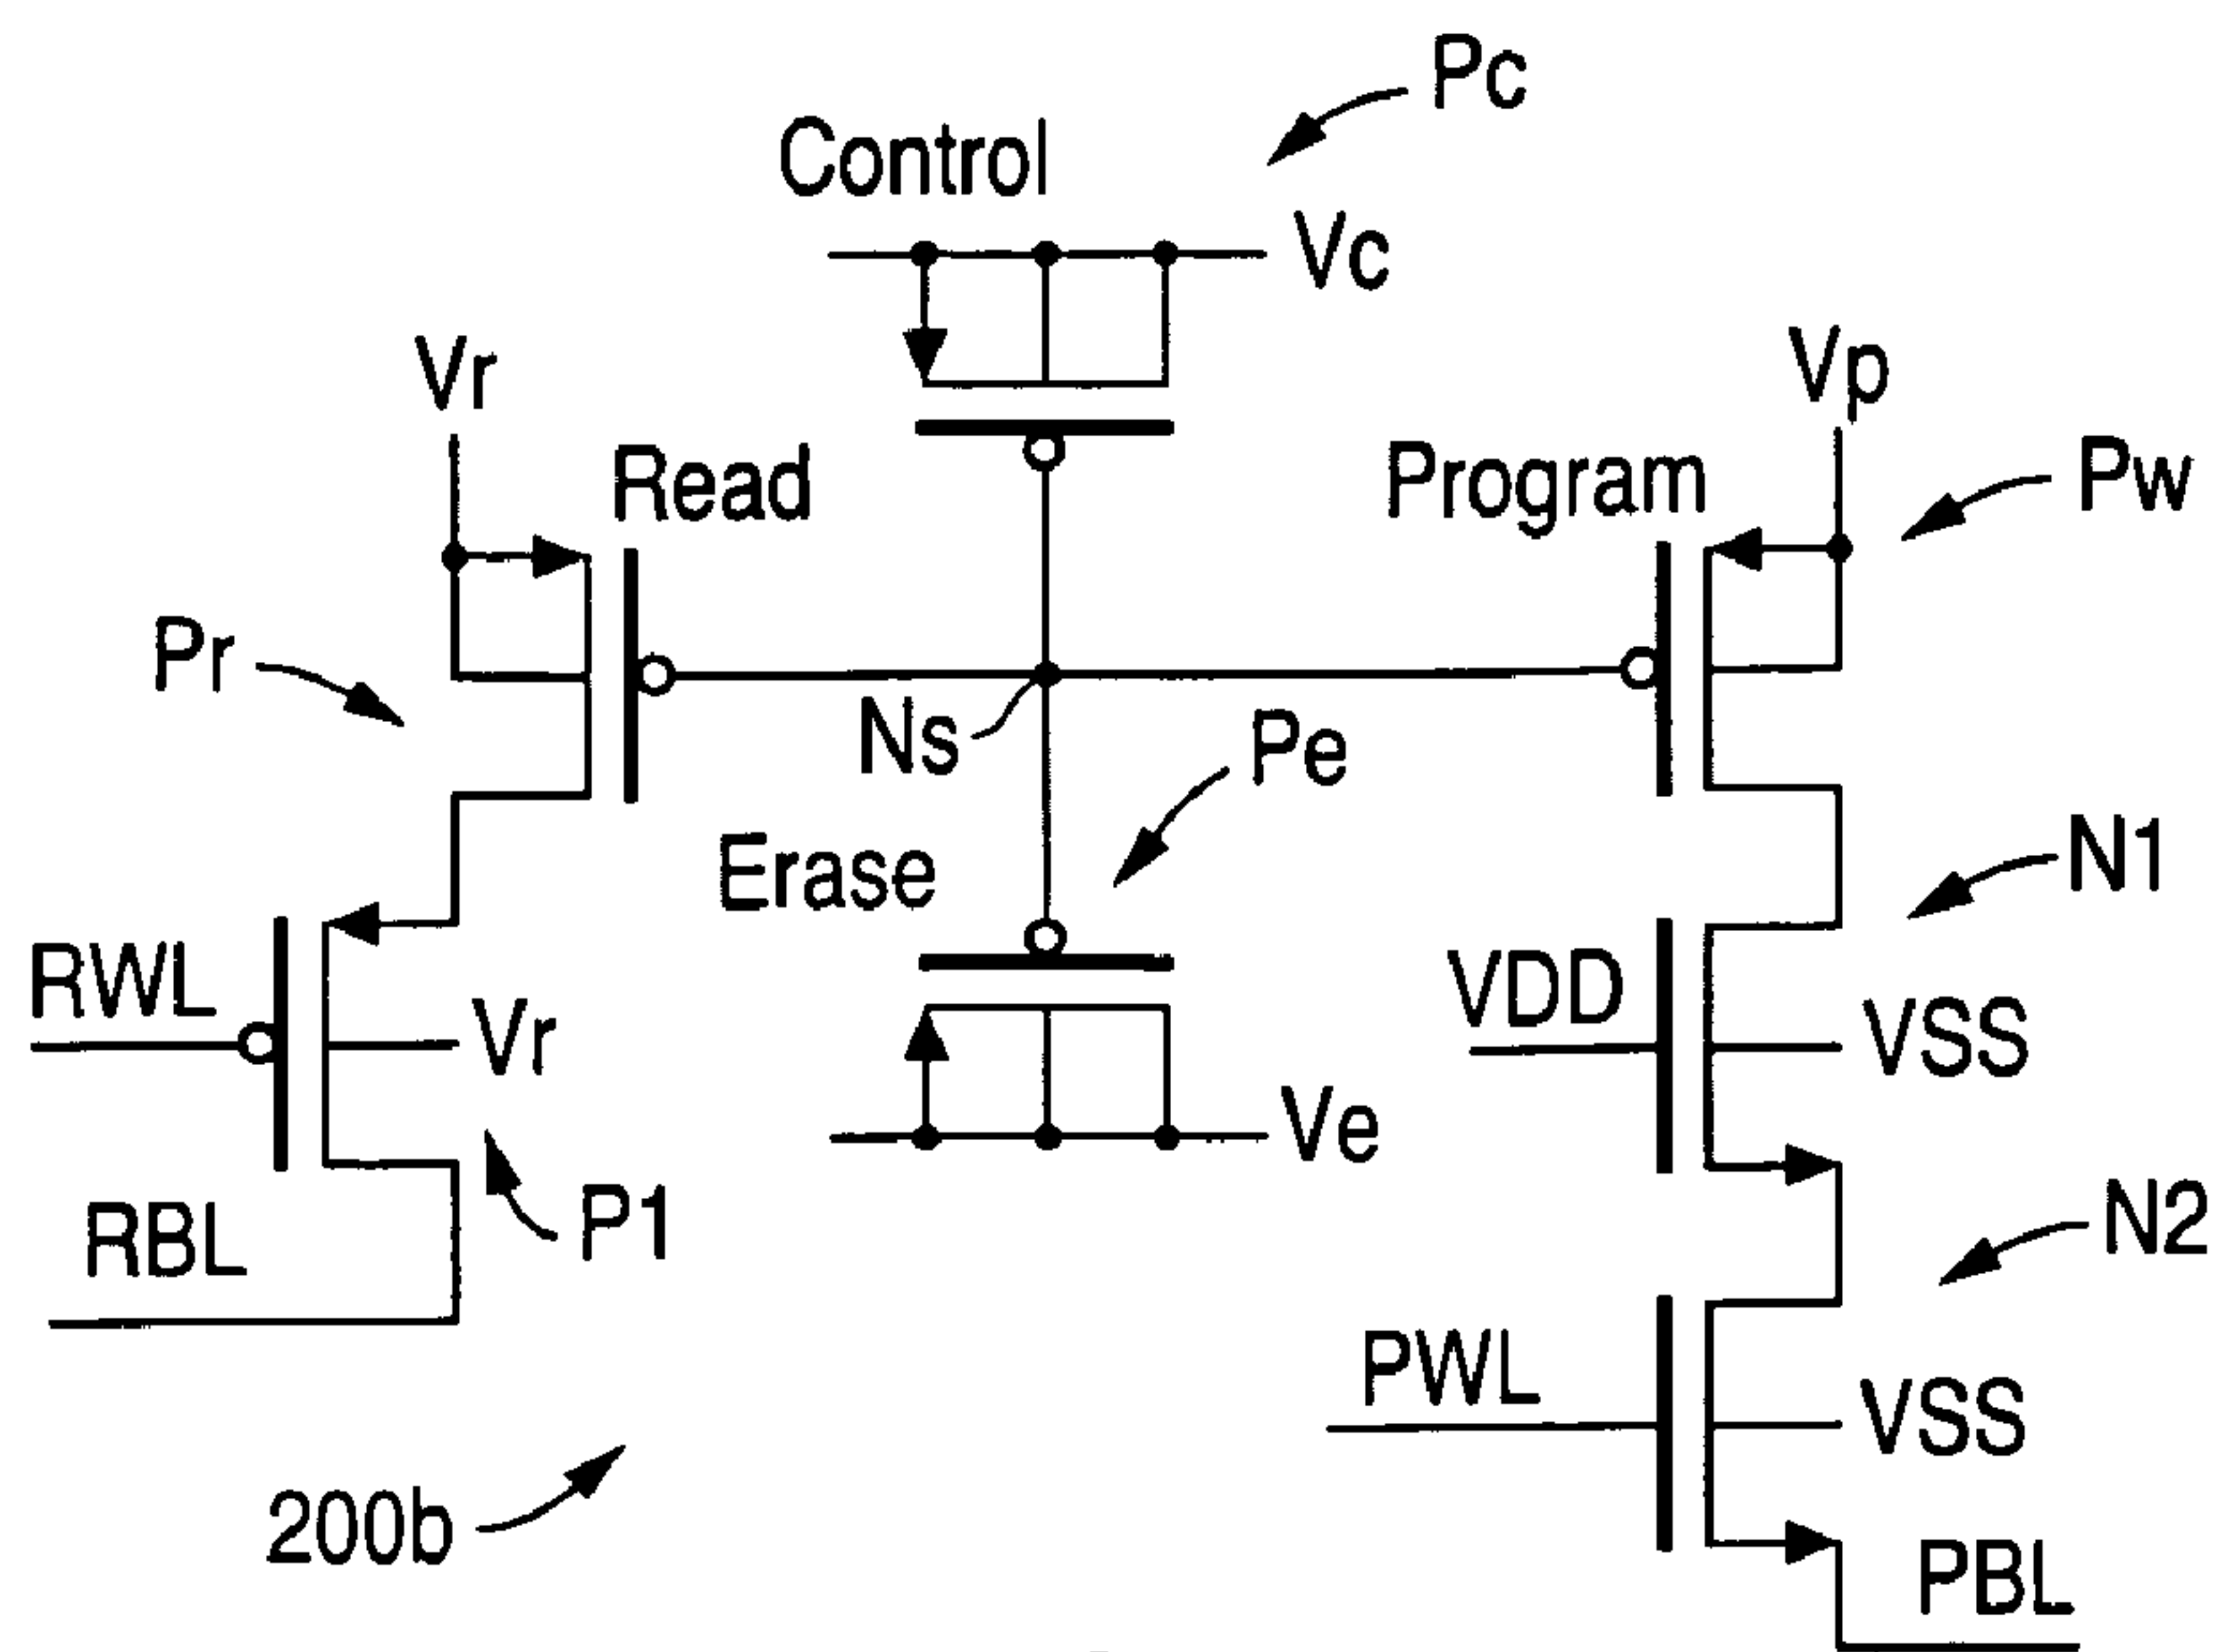 Pc
Control
Vc
Vr
Vp
Read
Program
Pw
Pr
Ns
Pe
Erase
N1
RWL
Vr
VDD
VSS
Ve
RBL
P1
N2
PWL
VSS
200b
PBL